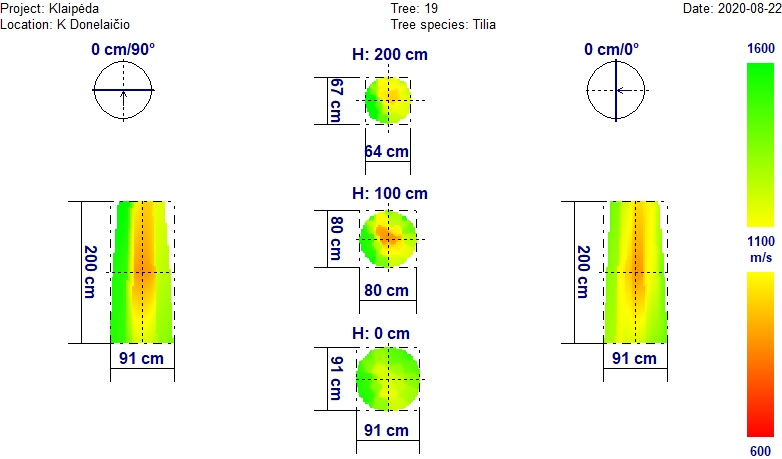 Project: Klaipėda
Tree: 19
Date: 2020-08-22
Location: K Donelaičio
Tree species: Tilia
0 cm/90°
H: 200 cm
0 cm/0°
1600
67 cm
64 cm
H: 100 cm
80 cm
80 cm
200 cm
200 cm
1100
m/s
H: 0 cm
91 cm
91 cm
91 cm
91 cm
600